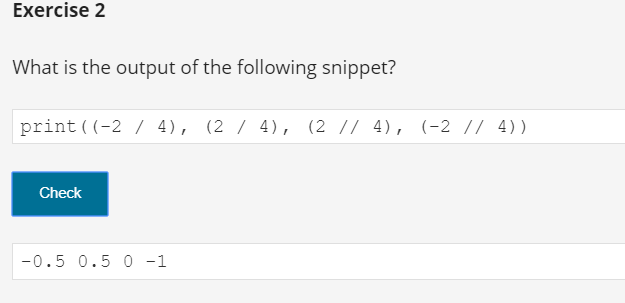 Exercise 2
What is the output of the following snippet?
print((-2 / 4), (2 / 4), (2 // 4), (-2 // 4))
Check
-0.5 0.5 0 -1